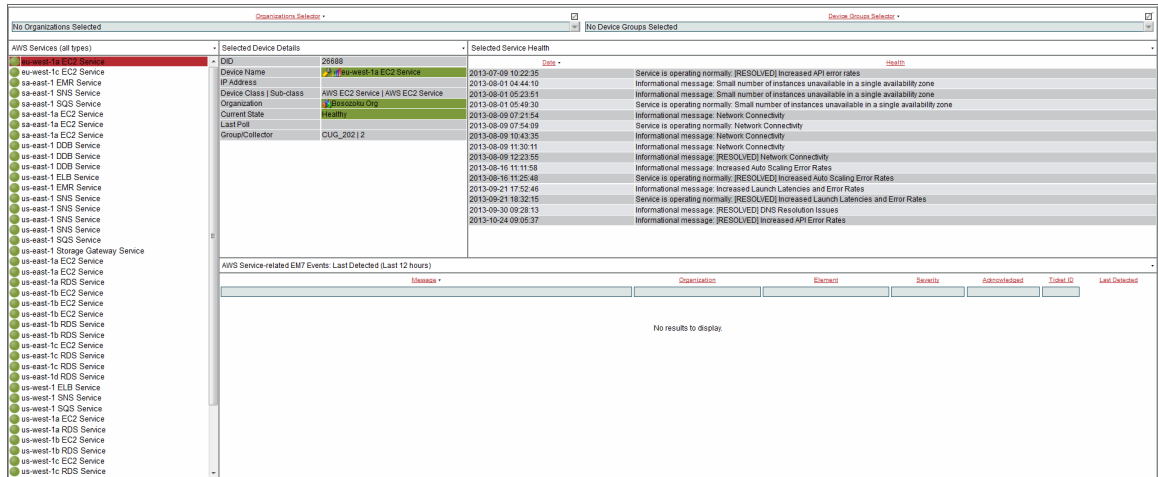 Organizations Selector
Device Groups Selector
No Organizations Selected
No Device Groups Selected
AWS Services (all types)
eu-west-1a EC2 Service
eu-west-1c EC2 Service
sa-east-1 EMR Service
sa-east-1 SNS Service
sa-east-1 SQS Service
sa-east-1a EC2 Service
sa-east-1a EC2 Service
sa-east-1a EC2 Service
us-east-1 DDB Service
us-east-1 DDB Service
us-east-1 DDB Service
us-east-1 ELB Service
us-east-1 EMR Service
us-east-1 SNS Service
us-east-1 SNS Service
us-east-1 SNS Service
us-east-1 SNS Service
us-east-1 SQS Service
us-east-1 Storage Gateway Service
us-east-1a EC2 Service
us-east-1a EC2 Service
us-east-1a RDS Service
us-east-1b EC2 Service
us-east-1b EC2 Service
us-east-1b RDS Service
us-east-1b RDS Service
us-east-1c EC2 Service
us-east-1c RDS Service
us-east-1c RDS Service
us-east-1d RDS Service
us-west-1 ELB Service
us-west-1 SNS Service
us-west-1 SQS Service
us-west-1a EC2 Service
us-west-1a RDS Service
us-west-1b EC2 Service
us-west-1b RDS Service
us-west-1c EC2 Service
us-west-1c RDS Service
Selected Device Details
DID 26688
Device Name eu-west-1a EC2 Service
IP Address
Device Class | Sub-class AWS EC2 Service | AWS EC2 Service
Organization Bosozoku Org
Current State Healthy
Last Poll
Group/Collector CUG_202 | 2
Selected Service Health
Date Health
2013-07-09 10:22:35 Service is operating normally: [RESOLVED] Increased API error rates
2013-08-01 04:44:10 Informational message: Small number of instances unavailable in a single availability zone
2013-08-01 05:23:51 Informational message: Small number of instances unavailable in a single availability zone
2013-08-01 05:49:30 Service is operating normally: Small number of instances unavailable in a single availability zone
2013-08-09 07:21:54 Informational message: Network Connectivity
2013-08-09 07:54:09 Service is operating normally: Network Connectivity
2013-08-09 10:43:35 Informational message: Network Connectivity
2013-08-09 11:30:11 Informational message: Network Connectivity
2013-08-09 12:23:55 Informational message: [RESOLVED] Network Connectivity
2013-08-16 11:11:58 Informational message: Increased Auto Scaling Error Rates
2013-08-16 11:25:48 Service is operating normally: [RESOLVED] Increased Auto Scaling Error Rates
2013-09-21 17:52:46 Informational message: Increased Launch Latencies and Error Rates
2013-09-21 18:32:15 Service is operating normally: [RESOLVED] Increased Launch Latencies and Error Rates
2013-09-30 09:28:13 Informational message: [RESOLVED] DNS Resolution Issues
2013-10-24 09:05:37 Informational message: [RESOLVED] Increased API Error Rates
AWS Service-related EM7 Events: Last Detected (Last 12 hours)
Message Organization Element Severity Acknowledged Ticket ID Last Detected
No results to display.